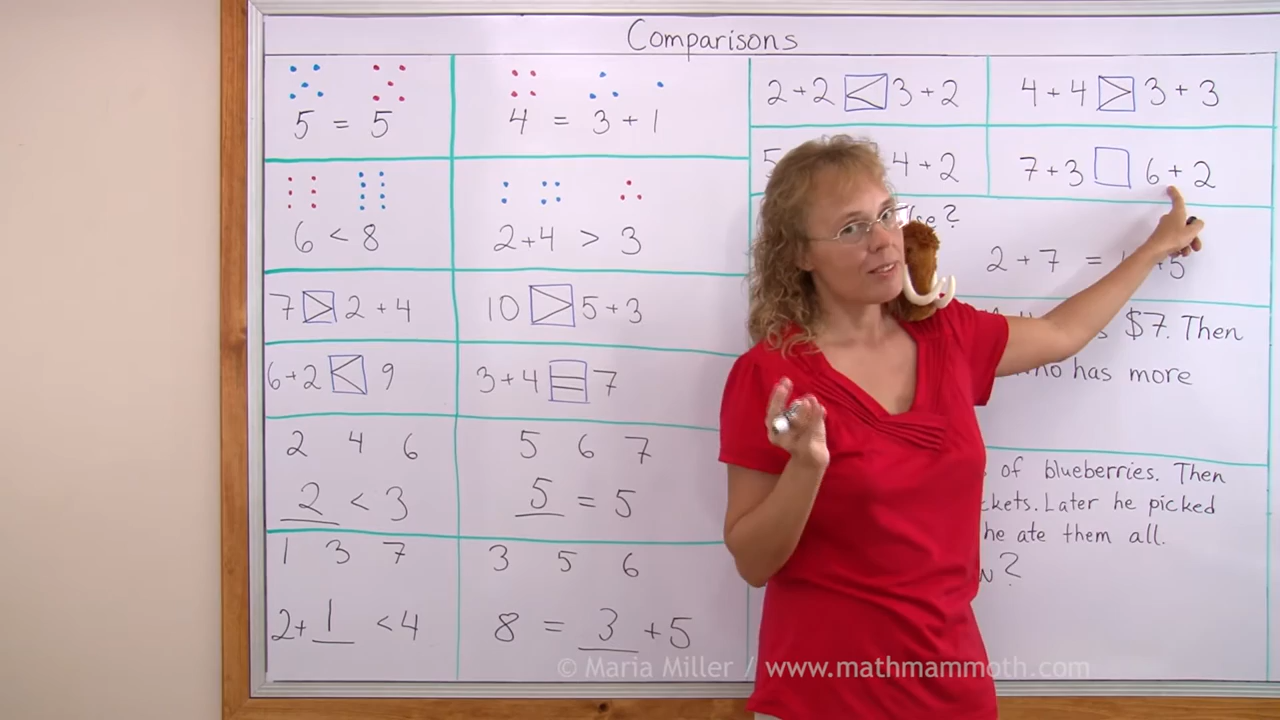 Comparisons
5 = 5
4 = 3 + 1
6 < 8
2+4 > 3
7 > 2 + 4
10 > 5 + 3
6+2 < 9
3 + 4 = 7
2 4 6
2 < 3
5 6 7
5 = 5
1 3 7
2+ 1 < 4
3 5 6
8 = 3 + 5
2 + 2 < 3 + 2
4 + 4 > 3 + 3
5
4 + 2
7 + 3 6 + 2
?
2 + 7 = + 5
$7. Then
has more
of blueberries. Then
Later he picked
he ate them all.
?
© Maria Miller / www.mathmammoth.com